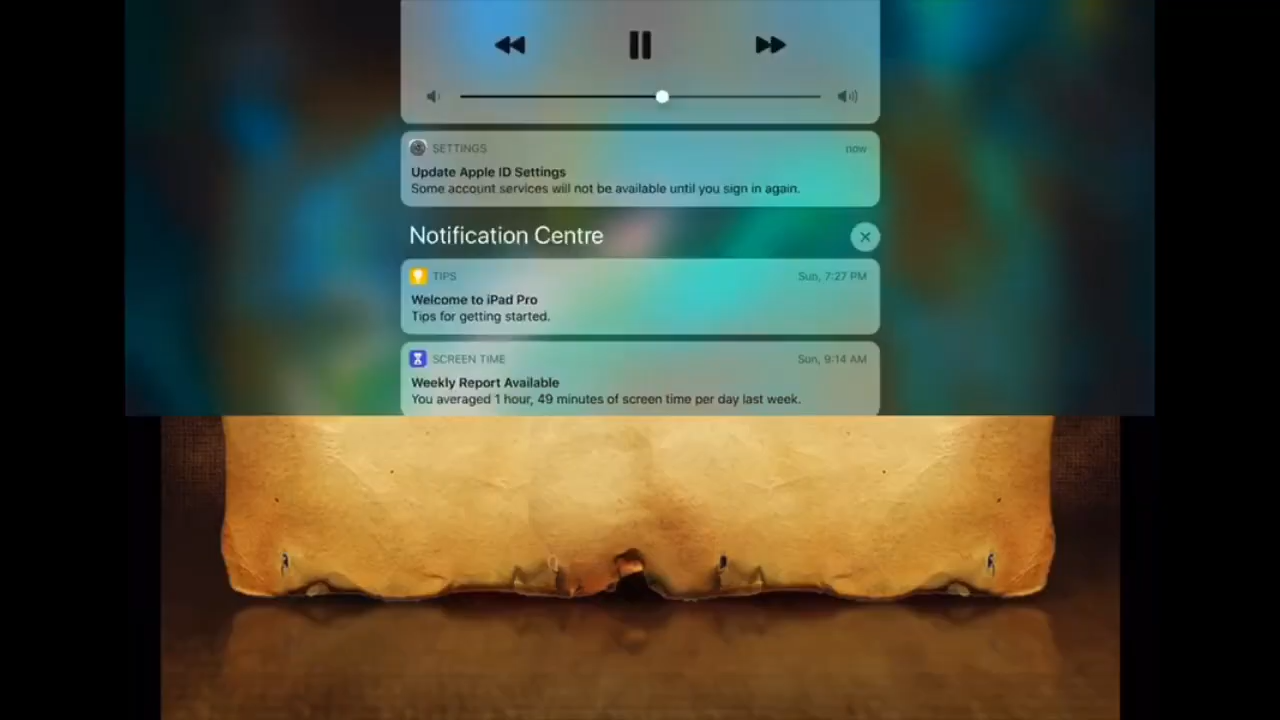 SETTINGS now
Update Apple ID Settings
Some account services will not be available until you sign in again.
Notification Centre
TIPS Sun, 7:27 PM
Welcome to iPad Pro
Tips for getting started.
SCREEN TIME Sun, 9:14 AM
Weekly Report Available
You averaged 1 hour, 49 minutes of screen time per day last week.